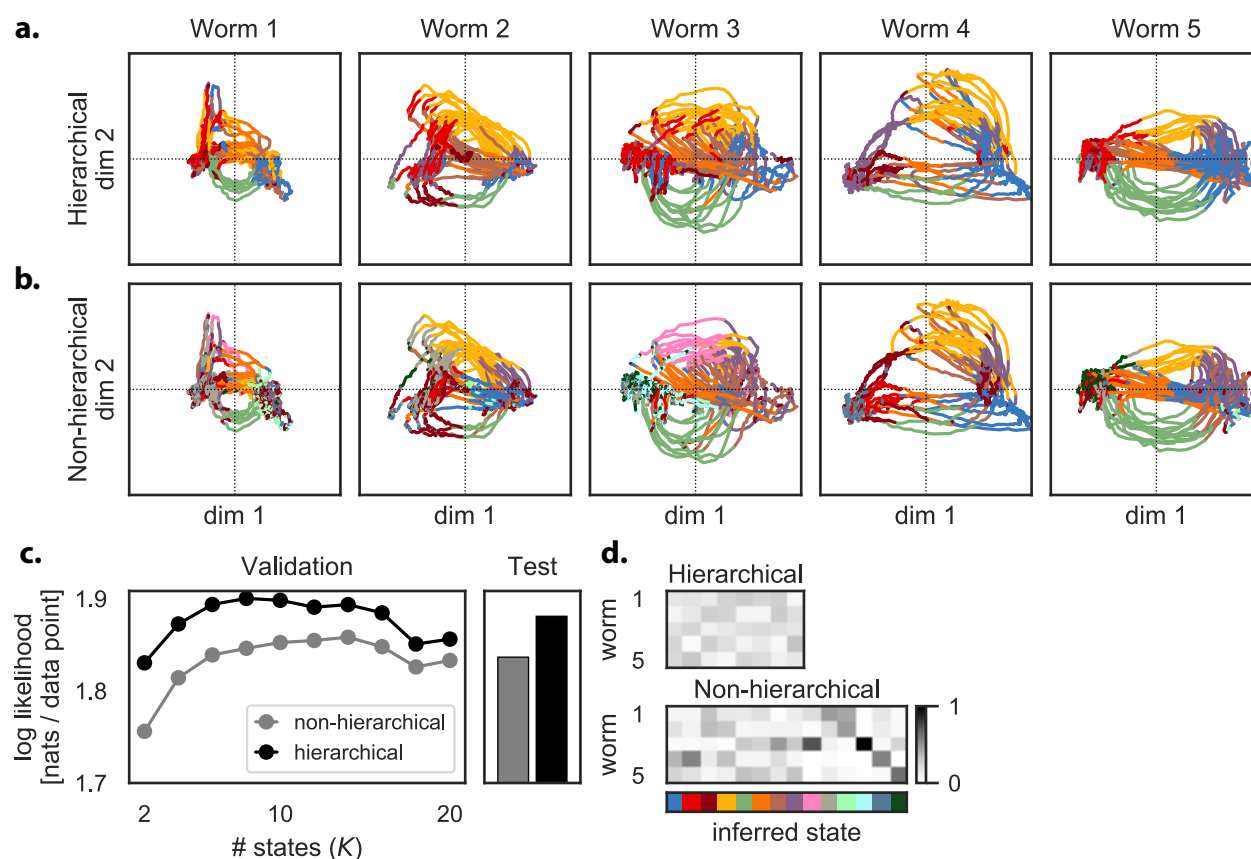 a.
Worm 1 Worm 2 Worm 3 Worm 4 Worm 5
Hierarchical
dim 2
b.
Non-hierarchical
dim 2
dim 1 dim 1 dim 1 dim 1 dim 1
c.
Validation Test
log likelihood
[nats / data point]
1.9
1.8
1.7
non-hierarchical
hierarchical
2 10 20
# states (K)
d.
Hierarchical
worm
1
5
Non-hierarchical
worm
1
5
1
0
inferred state